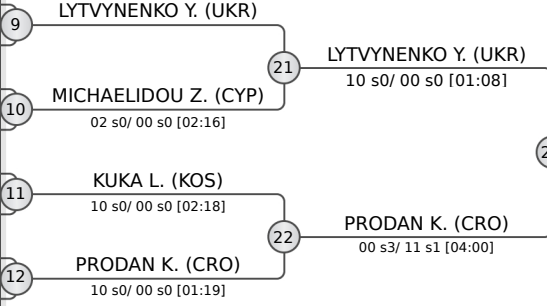 LYTVYNENKO Y. (UKR)
9
21
LYTVYNENKO Y. (UKR)
10 s0/ 00 s0 [01:08]
MICHAELIDOU Z. (CYP)
10
02 s0/ 00 s0 [02:16]
KUKA L. (KOS)
11
10 s0/ 00 s0 [02:18]
22
PRODAN K. (CRO)
00 s3/ 11 s1 [04:00]
PRODAN K. (CRO)
12
10 s0/ 00 s0 [01:19]